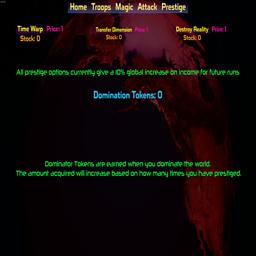 Home Troops Magic Attack Prestige
Time Warp Price: 1
Stock: 0
Transfer Dimension Price: 1
Stock: 0
Destroy Reality Price: 1
Stock: 0
All prestige options currently give a 10% global increase on income for future runs
Domination Tokens: 0
Dominator Tokens are earned when you dominate the world.
The amount acquired will increase based on how many times you have prestiged.